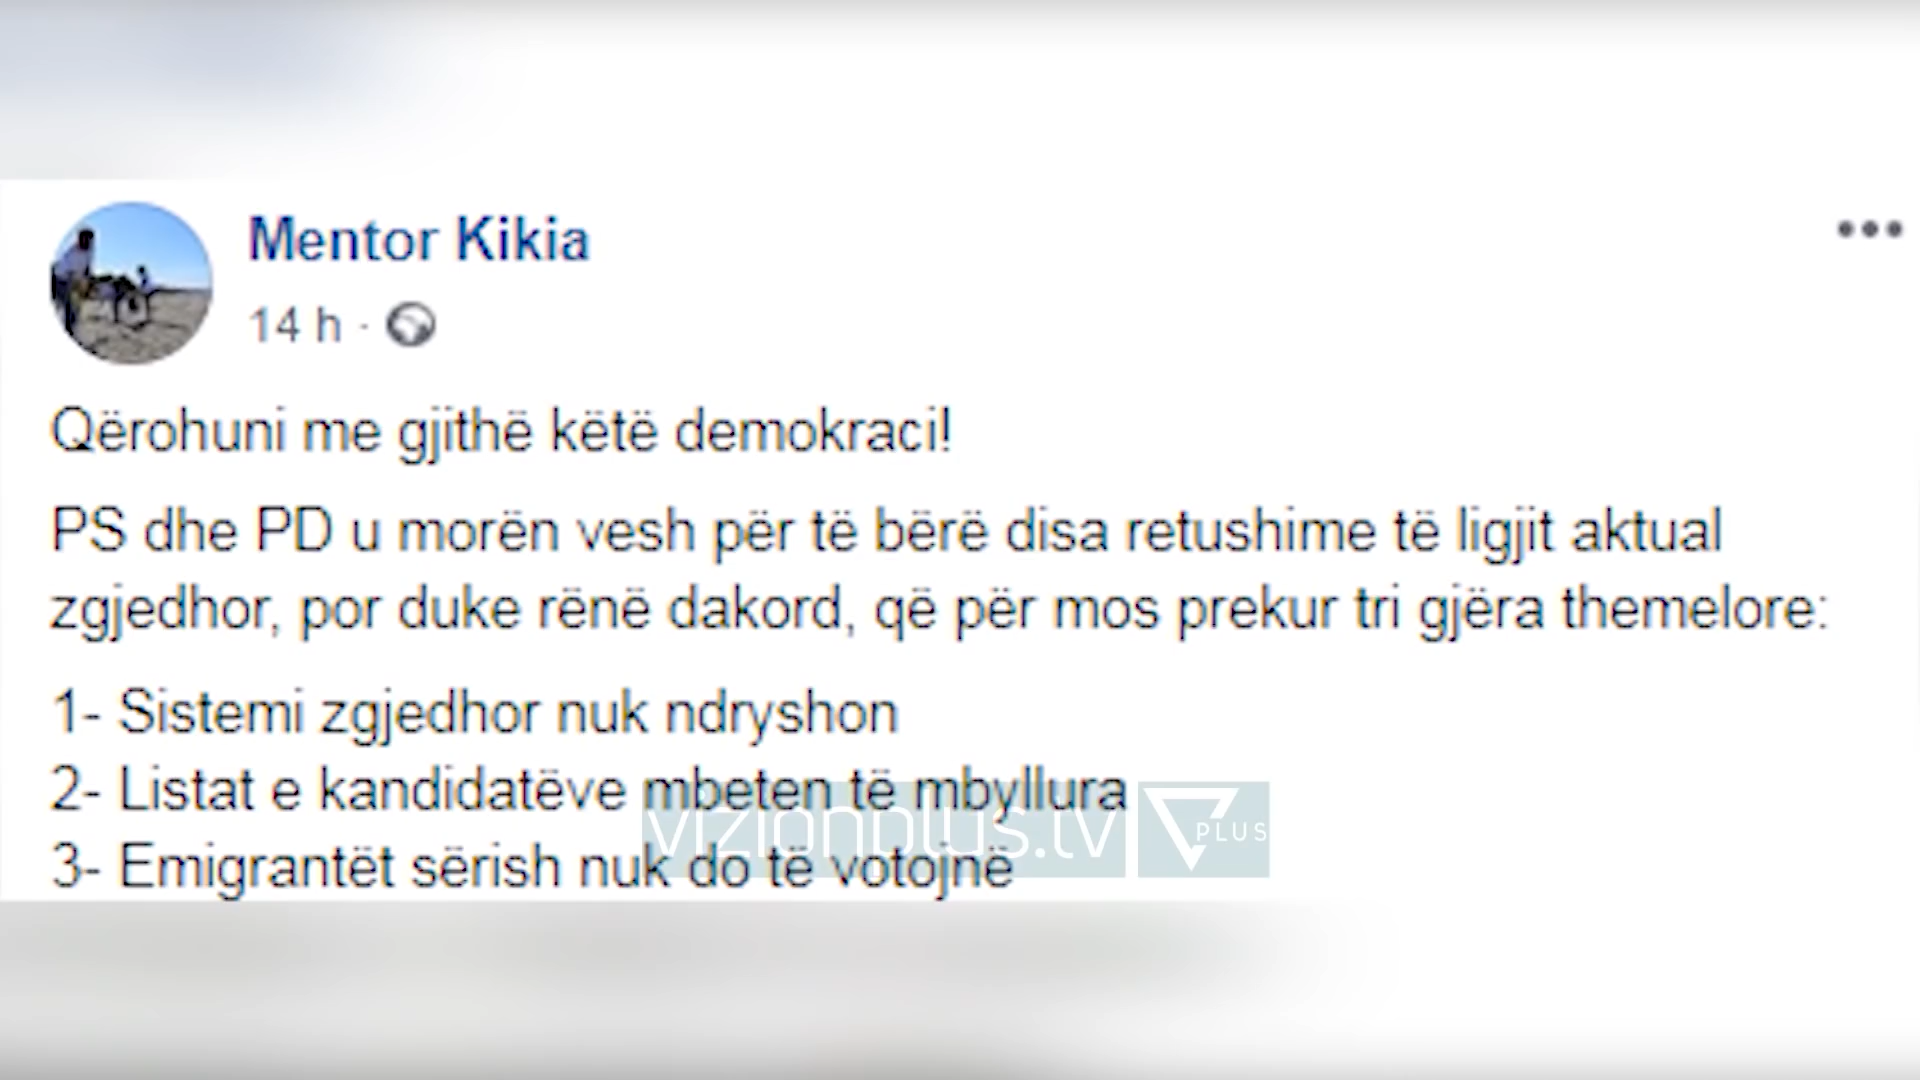 Mentor Kikia
14 h ·
Qërohuni me gjithë këtë demokraci!
PS dhe PD u morën vesh për të bërë disa retushime të ligjit aktual
zgjedhor, por duke rënë dakord, që për mos prekur tri gjëra themelore:
1- Sistemi zgjedhor nuk ndryshon
2- Listat e kandidatëve mbeten të mbyllura
vizionplus.tv PLUS
3- Emigrantët sërish nuk do të votojnë